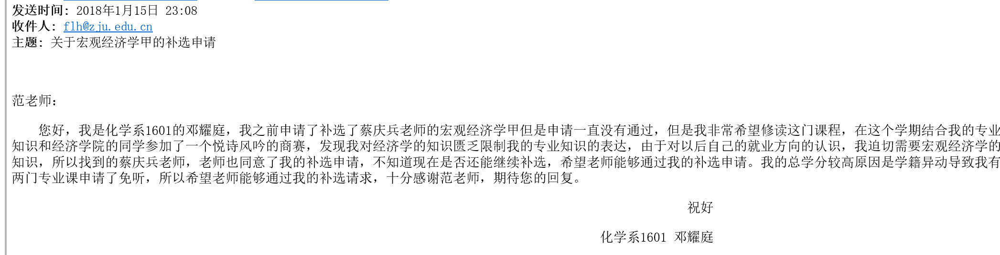 发送时间: 2018年1月15日 23:08
收件人: flh@zju.edu.cn
主题: 关于宏观经济学甲的补选申请
范老师:
您好，我是化学系1601的邓耀庭，我之前申请了补选了蔡庆兵老师的宏观经济学甲但是申请一直没有通过，但是我非常希望修读这门课程，在这个学期结合我的专业
知识和经济学院的同学参加了一个悦诗风吟的商赛，发现我对经济学的知识匮乏限制我的专业知识的表达，由于对以后自己的就业方向的认识，我迫切需要宏观经济学的
知识，所以找到的蔡庆兵老师，老师也同意了我的补选申请，不知道现在是否还能继续补选，希望老师能够通过我的补选申请。我的总学分较高原因是学籍异动导致我有
两门专业课申请了免听，所以希望老师能够通过我的补选请求，十分感谢范老师，期待您的回复。
祝好
化学系1601 邓耀庭